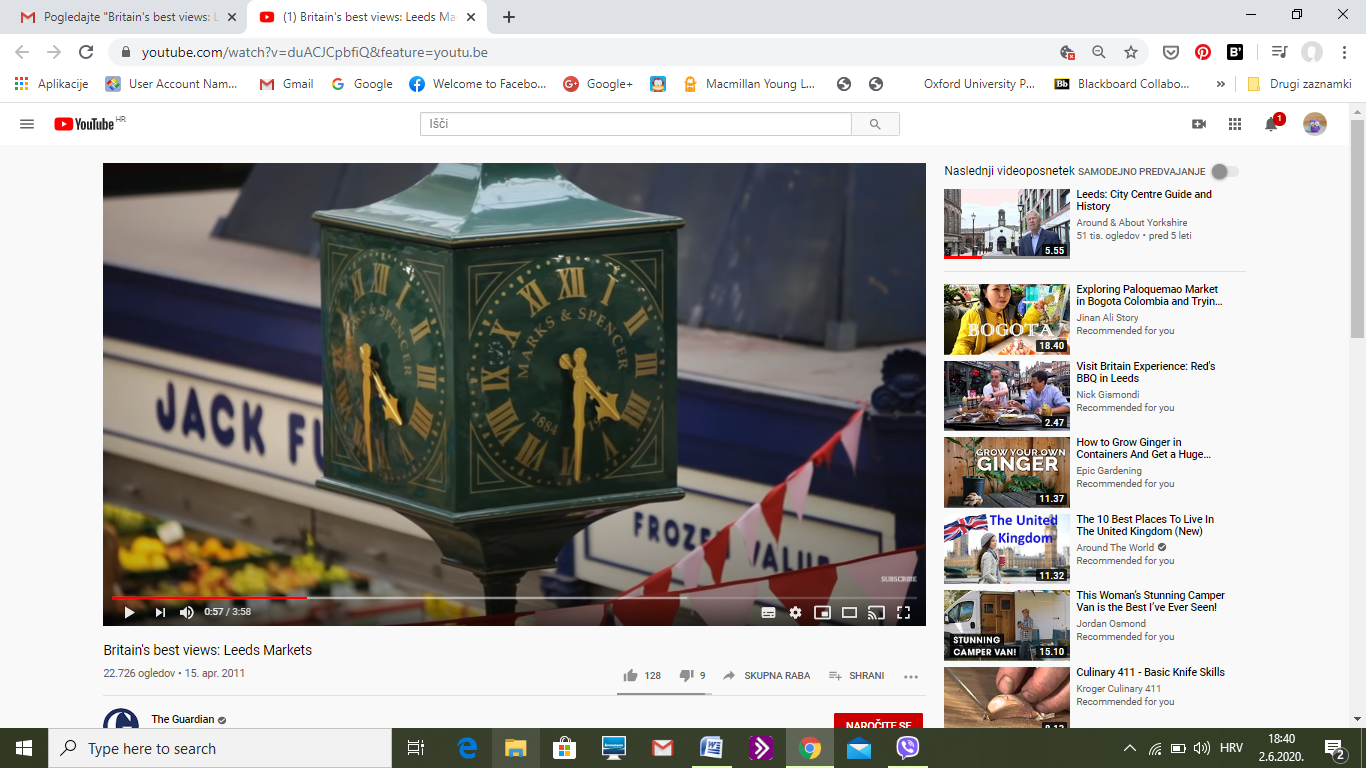 Pogledajte "Britain's best views: L
(1) Britain's best views: Leeds Ma
youtube.com/watch?v=duACJCpbfiQ&feature=youtu.be
Aplikacije
User Account Nam...
Gmail
Google
Welcome to Facebo...
Google+
Macmillan Young L...
Oxford University P...
Bb
Blackboard Collabo...
»
Drugi zaznamki
YouTube HR
Išči
1
XII
I
II
III
IX
MARKS & SPENCER
1884
JACK FU
FROZEN VALUE
SUBSCRIBE
0:57 / 3:58
Britain's best views: Leeds Markets
22.726 ogledov • 15. apr. 2011
128
9
SKUPNA RABA
SHRANI
The Guardian
NAROČITE SE
Naslednji videoposnetek
SAMODEJNO PREDVAJANJE
5.55
Leeds: City Centre Guide and
History
Around & About Yorkshire
51 tis. ogledov • pred 5 leti
BOGOTA
18.40
Exploring Paloquemao Market
in Bogota Colombia and Tryin...
Jinan Ali Story
Recommended for you
2.47
Visit Britain Experience: Red's
BBQ in Leeds
Nick Gismondi
Recommended for you
GROW YOUR OWN
GINGER
11.37
How to Grow Ginger in
Containers And Get a Huge...
Epic Gardening
Recommended for you
The United
Kingdom
11.32
The 10 Best Places To Live In
The United Kingdom (New)
Around The World
Recommended for you
STUNNING
CAMPER VAN!
15.10
This Woman's Stunning Camper
Van is the Best I've Ever Seen!
Jordan Osmond
Recommended for you
8.13
Culinary 411 - Basic Knife Skills
Kroger Culinary 411
Recommended for you
Type here to search
HRV
18:40
2.6.2020.
2